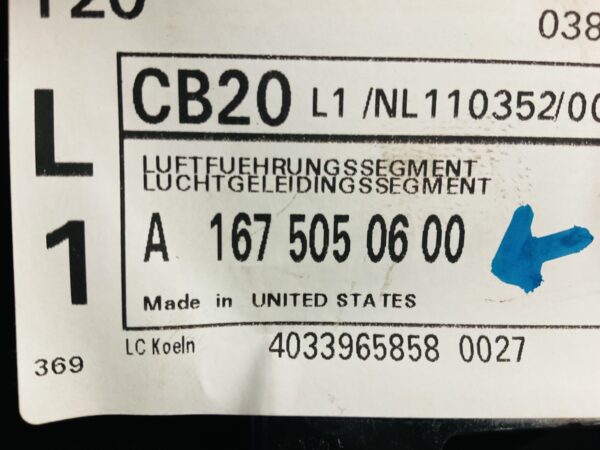 038
L
1
CB20 L1 /NL110352/00
LUFTFUEHRUNGSSEGMENT
LUCHTGELEIDINGSSEGMENT
A 167 505 06 00
Made in UNITED STATES
LC Koeln 4033965858 0027
369